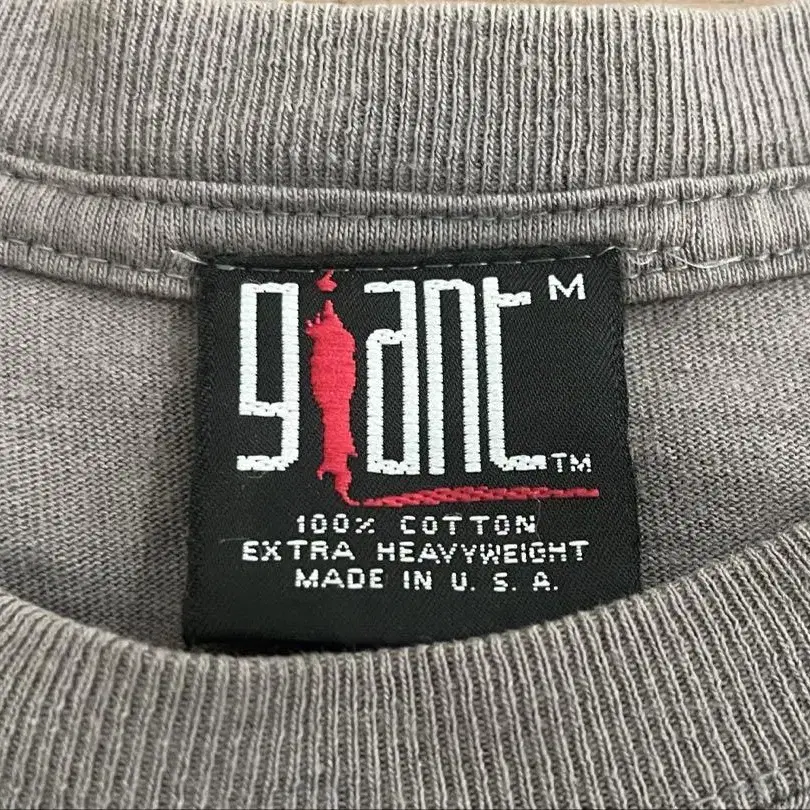 giant M
TM
100% COTTON
EXTRA HEAVYWEIGHT
MADE IN U. S. A.